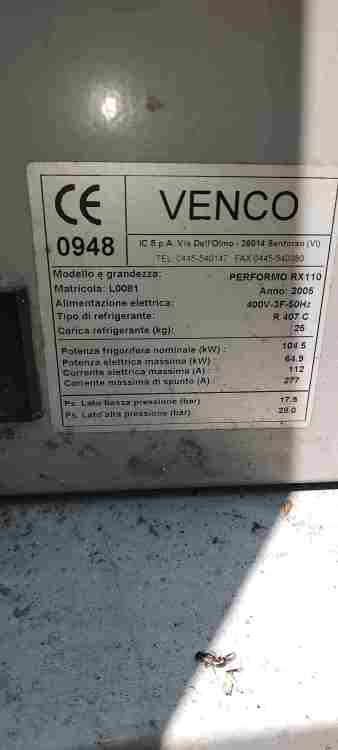 CE
0948
VENCO
IC S.p.A. Via Dell'Olmo - 36014 Santorso (VI)
TEL: 0445-540147 FAX 0445-540380
Modello e grandezza: PERFORMO RX110
Matricola: L0081 Anno: 2005
Alimentazione elettrica: 400V-3F-50Hz
Tipo di refrigerante: R 407 C
Carica refrigerante (kg): 25
Potenza frigorifera nominale (kW) : 104.5
Potenza elettrica massima (kW) : 64.9
Corrente elettrica massima (A) : 112
Corrente massima di spunto (A) : 277
Ps. Lato bassa pressione (bar) 17.5
Ps. Lato alta pressione (bar) 28.0